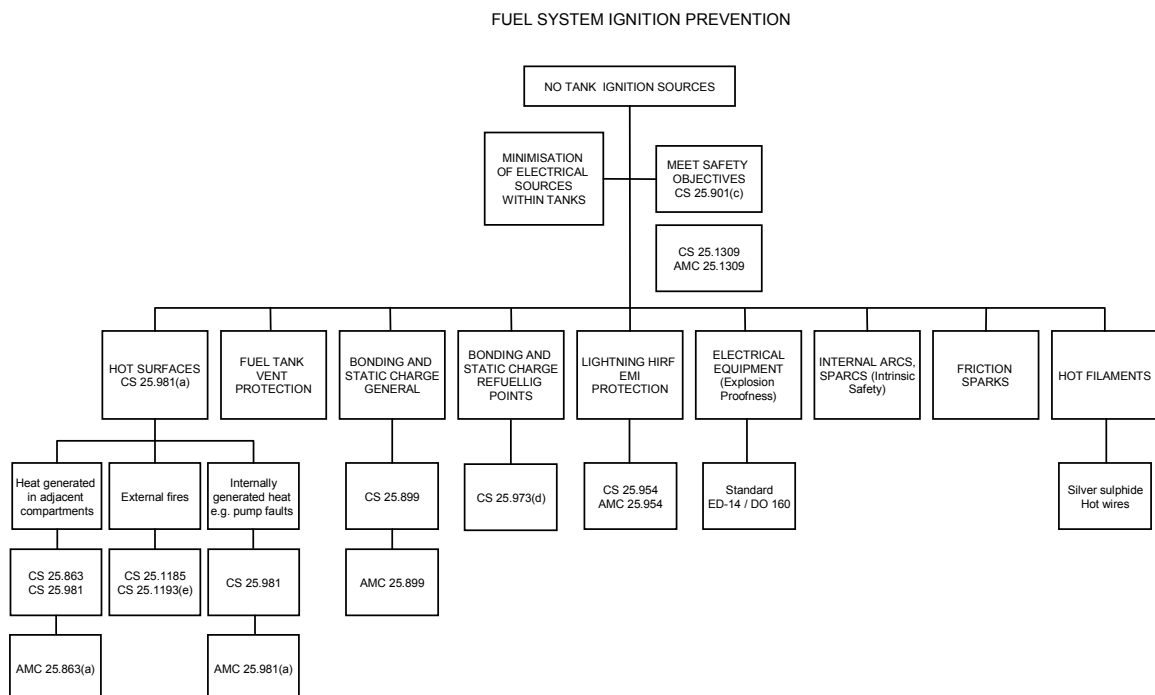 FUEL SYSTEM IGNITION PREVENTION
NO TANK IGNITION SOURCES
MINIMISATION
OF ELECTRICAL
SOURCES
WITHIN TANKS
MEET SAFETY
OBJECTIVES
CS 25.901(c)
CS 25.1309
AMC 25.1309
HOT SURFACES
CS 25.981(a)
FUEL TANK
VENT
PROTECTION
BONDING AND
STATIC CHARGE
GENERAL
BONDING AND
STATIC CHARGE
REFUELLIG
POINTS
LIGHTNING HIRF
EMI
PROTECTION
ELECTRICAL
EQUIPMENT
(Explosion
Proofness)
INTERNAL ARCS,
SPARCS (Intrinsic
Safety)
FRICTION
SPARKS
HOT FILAMENTS
Heat generated
in adjacent
compartments
External fires
Internally
generated heat
e.g. pump faults
CS 25.899
CS 25.973(d)
CS 25.954
AMC 25.954
Standard
ED-14 / DO 160
Silver sulphide
Hot wires
CS 25.863
CS 25.981
CS 25.1185
CS 25.1193(e)
CS 25.981
AMC 25.899
AMC 25.863(a)
AMC 25.981(a)